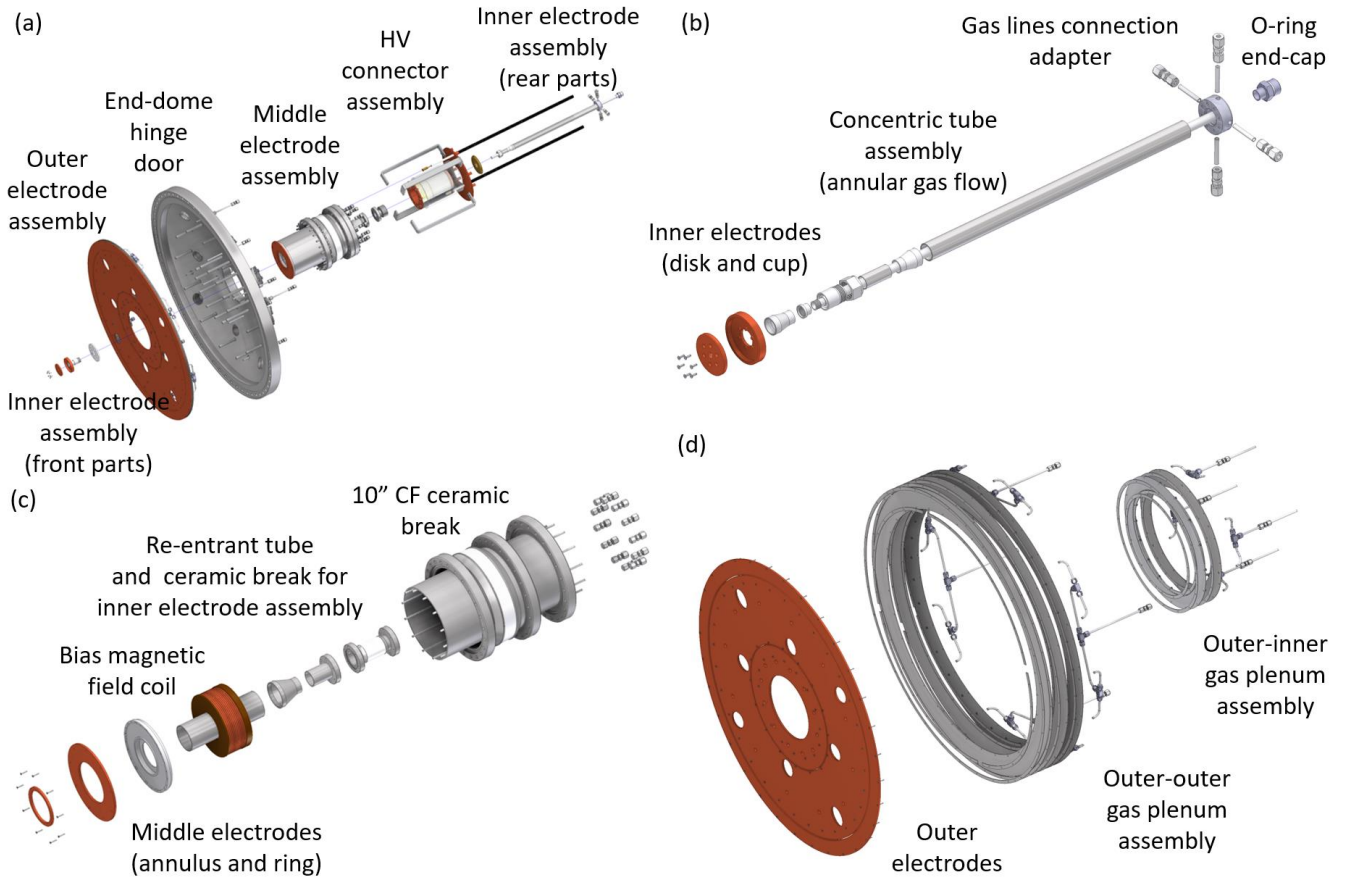 (a)
Inner electrode
assembly
(rear parts)
HV
connector
assembly
End-dome
hinge
door
Middle
electrode
assembly
Outer
electrode
assembly
Inner electrode
assembly
(front parts)
(b)
Gas lines connection
adapter
O-ring
end-cap
Concentric tube
assembly
(annular gas flow)
Inner electrodes
(disk and cup)
(c)
10” CF ceramic
break
Re-entrant tube
and ceramic break for
inner electrode assembly
Bias magnetic
field coil
Middle electrodes
(annulus and ring)
(d)
Outer-inner
gas plenum
assembly
Outer-outer
gas plenum
assembly
Outer
electrodes